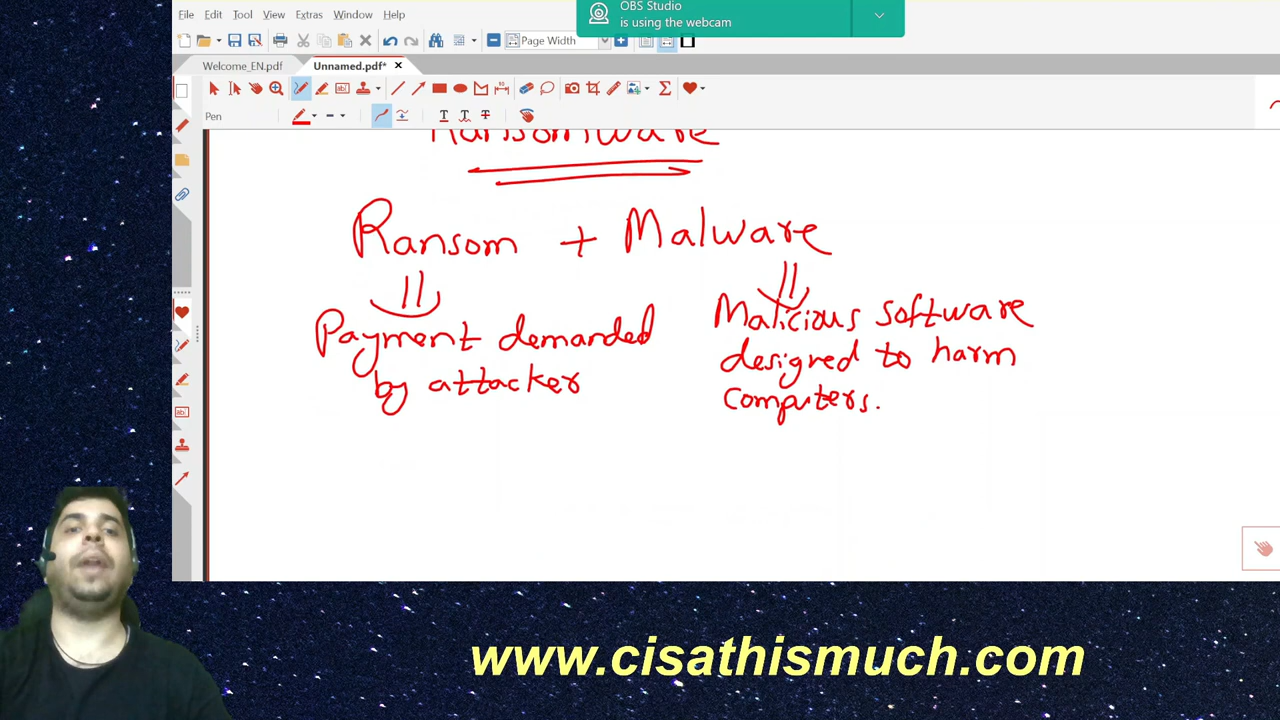 File Edit Tool View Extras Window Help
OBS Studio
is using the webcam
Page Width
Welcome_EN.pdf Unnamed.pdf*
Pen
Ransomware
Ransom + Malware
Payment demanded by attacker
Malicious software designed to harm computers.
www.cisathismuch.com